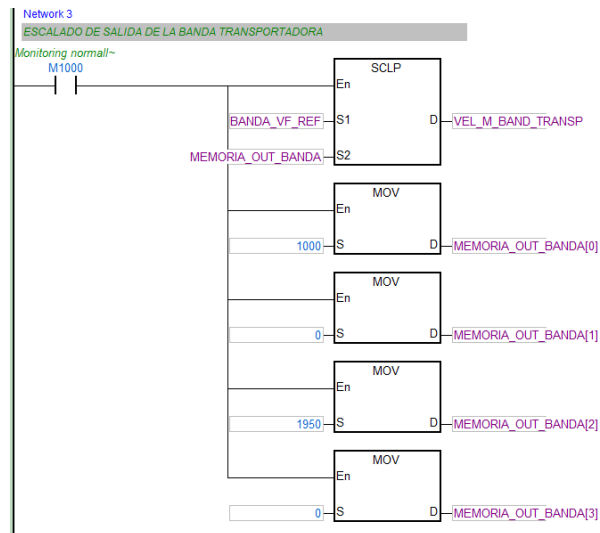 Network 3
ESCALADO DE SALIDA DE LA BANDA TRANSPORTADORA
Monitoring normall~
M1000
SCLP
En
BANDA_VF_REF S1 D VEL_M_BAND_TRANSP
MEMORIA_OUT_BANDA S2
MOV
En
1000 S D MEMORIA_OUT_BANDA[0]
MOV
En
0 S D MEMORIA_OUT_BANDA[1]
MOV
En
1950 S D MEMORIA_OUT_BANDA[2]
MOV
En
0 S D MEMORIA_OUT_BANDA[3]